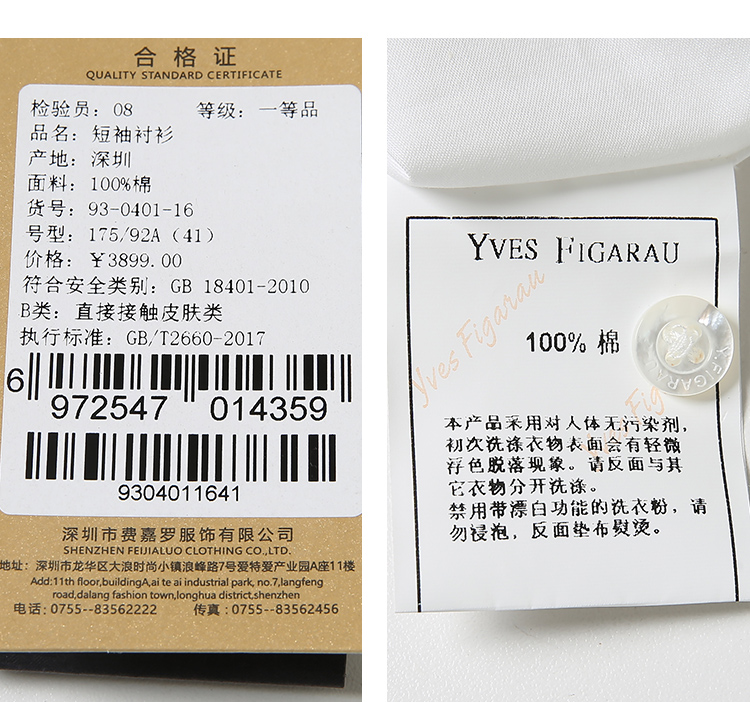 合格证
QUALITY STANDARD CERTIFICATE
检验员：08 等级：一等品
品名：短袖衬衫
产地：深圳
面料：100%棉
货号：93-0401-16
号型：175/92A（41）
价格：￥3899.00
符合安全类别：GB 18401-2010
B类：直接接触皮肤类
执行标准：GB/T2660-2017
6 972547 014359
9304011641
深圳市费嘉罗服饰有限公司
SHENZHEN FEIJIALUO CLOTHING CO.,LTD.
地址：深圳市龙华区大浪时尚小镇浪峰路7号爱特爱产业园A座11楼
Add:11th floor,buildingA,ai te ai industrial park, no.7,langfeng
road,dalang fashion town,longhua district,shenzhen
电话：0755--83562222 传真：0755--83562456
YVES FIGARAU
Yves Figarau
100% 棉
YFIGARAU
Yves Figarau
本产品采用对人体无污染剂，
初次洗涤衣物表面会有轻微
浮色脱落现象。请反面与其
它衣物分开洗涤。
禁用带漂白功能的洗衣粉，请
勿浸泡，反面垫布熨烫。